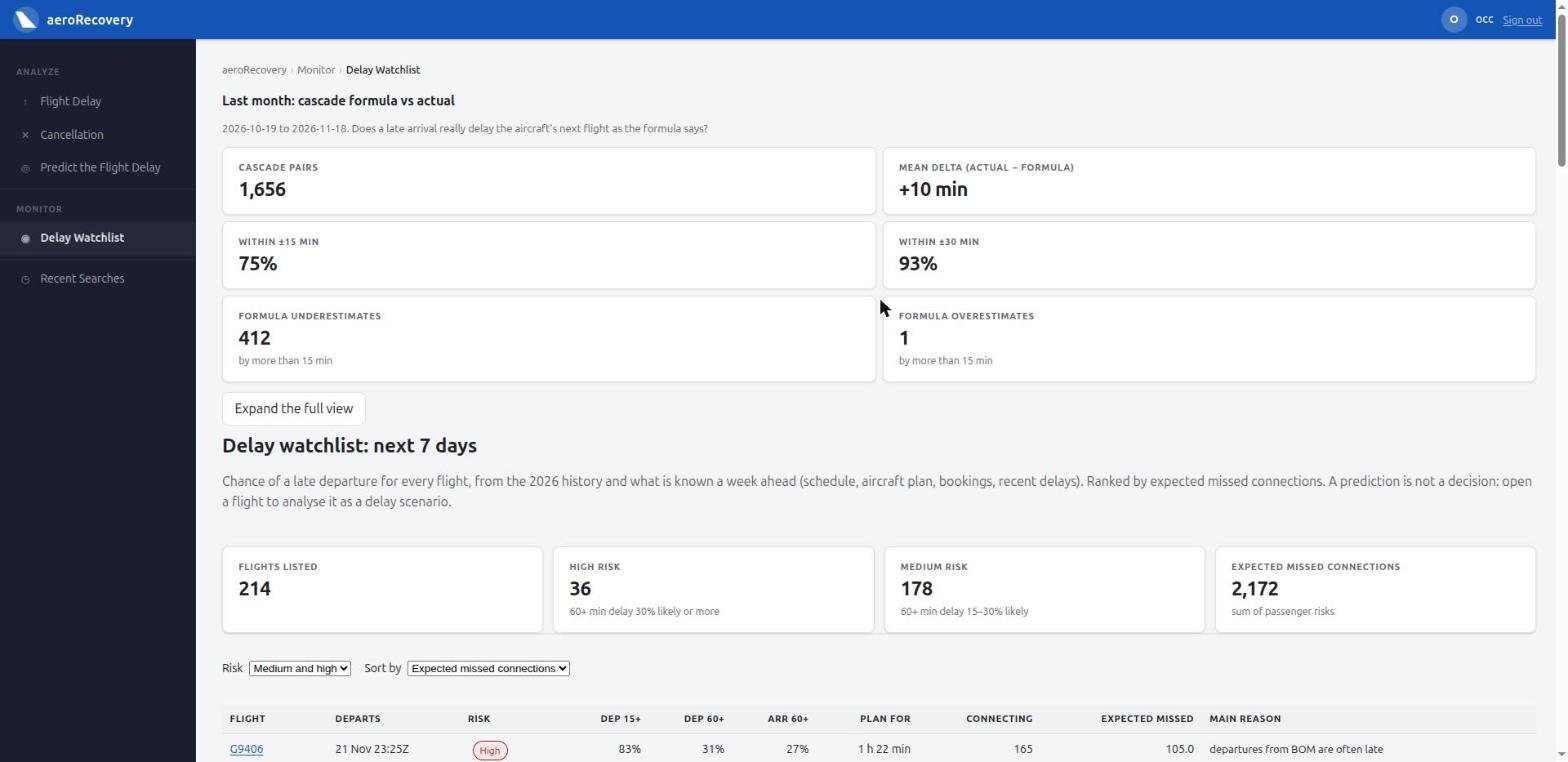 aeroRecovery
O OCC Sign out
ANALYZE
Flight Delay
Cancellation
Predict the Flight Delay
MONITOR
Delay Watchlist
Recent Searches
aeroRecovery › Monitor › Delay Watchlist
Last month: cascade formula vs actual
2026-10-19 to 2026-11-18. Does a late arrival really delay the aircraft's next flight as the formula says?
CASCADE PAIRS
1,656
MEAN DELTA (ACTUAL − FORMULA)
+10 min
WITHIN ±15 MIN
75%
WITHIN ±30 MIN
93%
FORMULA UNDERESTIMATES
412
by more than 15 min
FORMULA OVERESTIMATES
1
by more than 15 min
Expand the full view
Delay watchlist: next 7 days
Chance of a late departure for every flight, from the 2026 history and what is known a week ahead (schedule, aircraft plan, bookings, recent delays). Ranked by expected missed connections. A prediction is not a decision: open
a flight to analyse it as a delay scenario.
FLIGHTS LISTED
214
HIGH RISK
36
60+ min delay 30% likely or more
MEDIUM RISK
178
60+ min delay 15–30% likely
EXPECTED MISSED CONNECTIONS
2,172
sum of passenger risks
Risk Medium and high Sort by Expected missed connections
FLIGHT DEPARTS RISK DEP 15+ DEP 60+ ARR 60+ PLAN FOR CONNECTING EXPECTED MISSED MAIN REASON
G9406 21 Nov 23:25Z High 83% 31% 27% 1 h 22 min 165 105.0 departures from BOM are often late